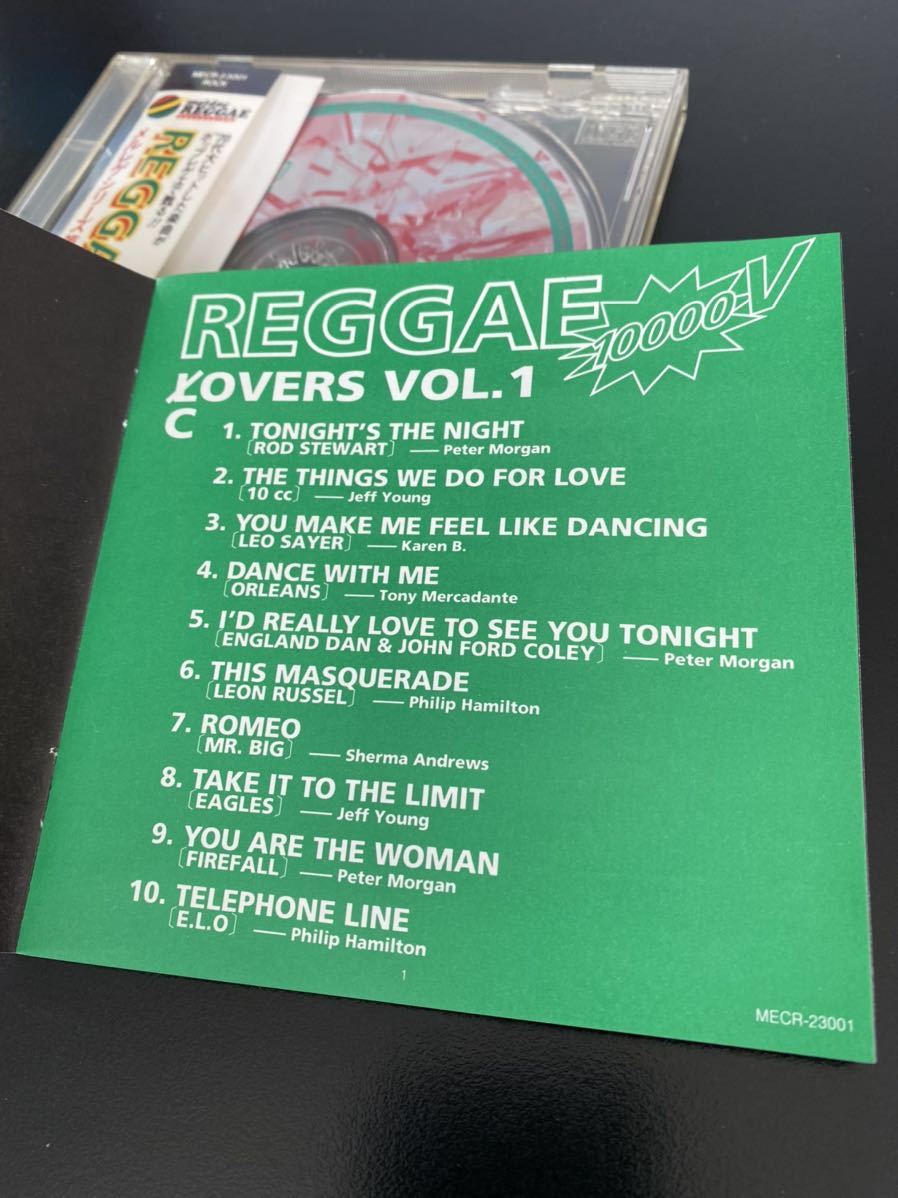 MECR-23001
ROCK
REGGAE
REGGA
REGGAE 10000-V
LOVERS VOL.1
C
1. TONIGHT'S THE NIGHT
[ROD STEWART] — Peter Morgan
2. THE THINGS WE DO FOR LOVE
[10 cc] — Jeff Young
3. YOU MAKE ME FEEL LIKE DANCING
[LEO SAYER] — Karen B.
4. DANCE WITH ME
[ORLEANS] — Tony Mercadante
5. I'D REALLY LOVE TO SEE YOU TONIGHT
[ENGLAND DAN & JOHN FORD COLEY] — Peter Morgan
6. THIS MASQUERADE
[LEON RUSSEL] — Philip Hamilton
7. ROMEO
[MR. BIG] — Sherma Andrews
8. TAKE IT TO THE LIMIT
[EAGLES] — Jeff Young
9. YOU ARE THE WOMAN
[FIREFALL] — Peter Morgan
10. TELEPHONE LINE
[E.L.O] — Philip Hamilton
1
MECR-23001